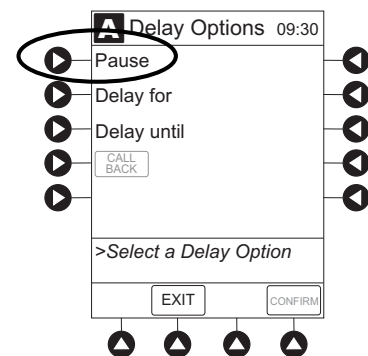 A Delay Options 09:30
Pause
Delay for
Delay until
CALL
BACK
>Select a Delay Option
EXIT CONFIRM